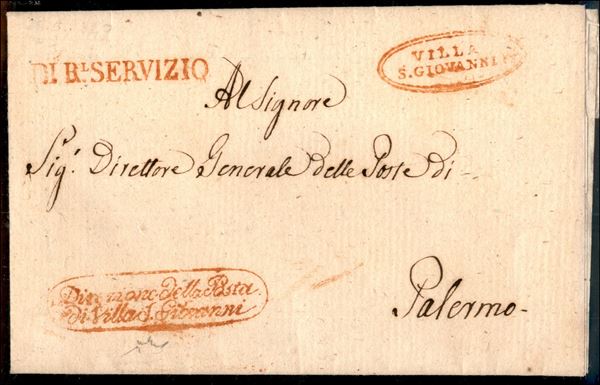 DI Rl. SERVIZIO
VILLA
S. GIOVANNI
Al Signore
Sig.r Direttore Generale delle Poste di
Palermo
Direzione della Posta
di Villa S. Giovanni